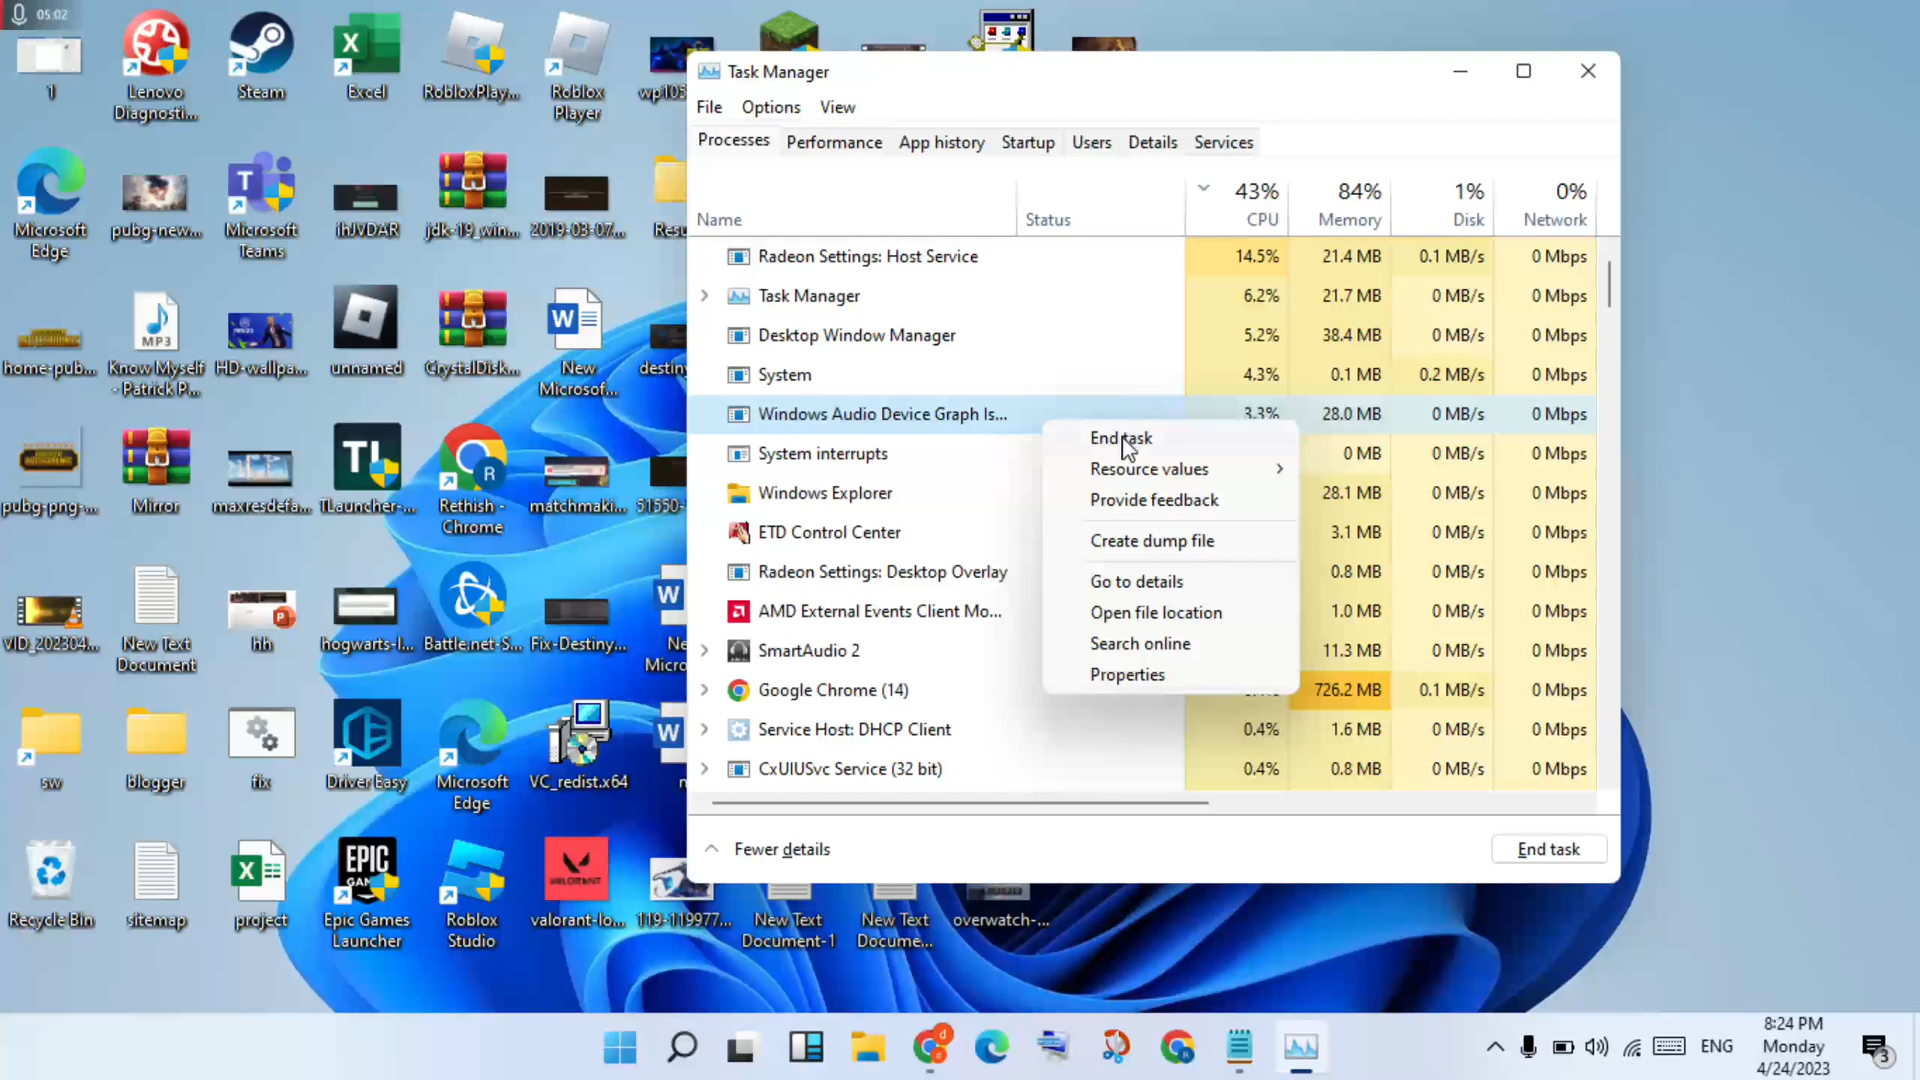 05:02
1
Lenovo
Diagnosti...
Steam
Excel
RobloxPlay...
Roblox
Player
wp105
Microsoft
Edge
pubg-new...
Microsoft
Teams
ihJVDAR
jdk-19_win...
2019-03-07...
Resu
home-pub...
Know Myself
- Patrick P...
HD-wallpa...
unnamed
CrystalDisk...
New
Microsof...
destiny
pubg-png-...
Mirror
maxresdefa...
TLauncher-...
Rethish -
Chrome
matchmaki...
51550-
VID_202304...
New Text
Document
hh
hogwarts-l...
Battle.net-S...
Fix-Destiny...
Ne
Micro
sw
blogger
fix
Driver Easy
Microsoft
Edge
VC_redist.x64
Recycle Bin
sitemap
project
Epic Games
Launcher
Roblox
Studio
valorant-lo...
119-119977...
New Text
Document-1
New Text
Docume...
overwatch-...
MP3
TL
R
EPIC
VALORANT
Task Manager
File Options View
Processes Performance App history Startup Users Details Services
43% 84% 1% 0%
Name Status CPU Memory Disk Network
Radeon Settings: Host Service 14.5% 21.4 MB 0.1 MB/s 0 Mbps
Task Manager 6.2% 21.7 MB 0 MB/s 0 Mbps
Desktop Window Manager 5.2% 38.4 MB 0 MB/s 0 Mbps
System 4.3% 0.1 MB 0.2 MB/s 0 Mbps
Windows Audio Device Graph Is... 3.3% 28.0 MB 0 MB/s 0 Mbps
System interrupts 0 MB 0 MB/s 0 Mbps
Windows Explorer 28.1 MB 0 MB/s 0 Mbps
ETD Control Center 3.1 MB 0 MB/s 0 Mbps
Radeon Settings: Desktop Overlay 0.8 MB 0 MB/s 0 Mbps
AMD External Events Client Mo... 1.0 MB 0 MB/s 0 Mbps
SmartAudio 2 11.3 MB 0 MB/s 0 Mbps
Google Chrome (14) 726.2 MB 0.1 MB/s 0 Mbps
Service Host: DHCP Client 0.4% 1.6 MB 0 MB/s 0 Mbps
CxUIUSvc Service (32 bit) 0.4% 0.8 MB 0 MB/s 0 Mbps
End task
Resource values
Provide feedback
Create dump file
Go to details
Open file location
Search online
Properties
Fewer details
End task
d
ENG
8:24 PM
Monday
4/24/2023
3